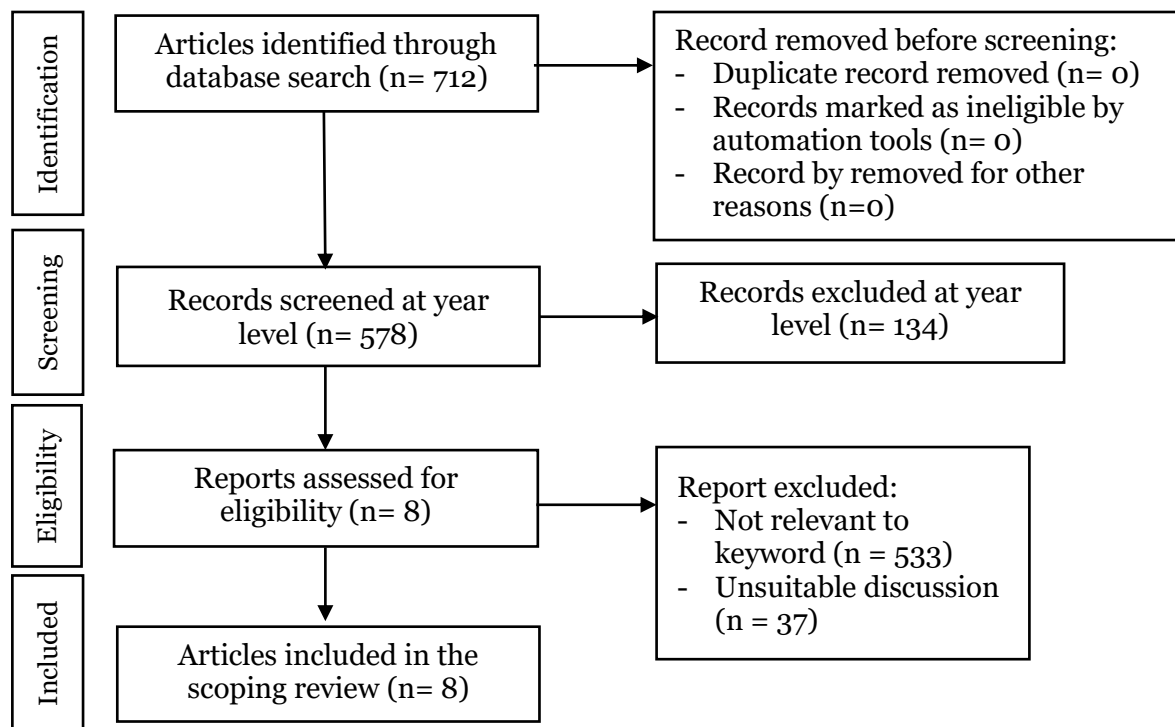 Identification
Articles identified through
database search (n= 712)
Record removed before screening:
- Duplicate record removed (n= 0)
- Records marked as ineligible by
automation tools (n= 0)
- Record by removed for other
reasons (n=0)
Screening
Records screened at year
level (n= 578)
Records excluded at year
level (n= 134)
Eligibility
Reports assessed for
eligibility (n= 8)
Report excluded:
- Not relevant to
keyword (n = 533)
- Unsuitable discussion
(n = 37)
Included
Articles included in the
scoping review (n= 8)